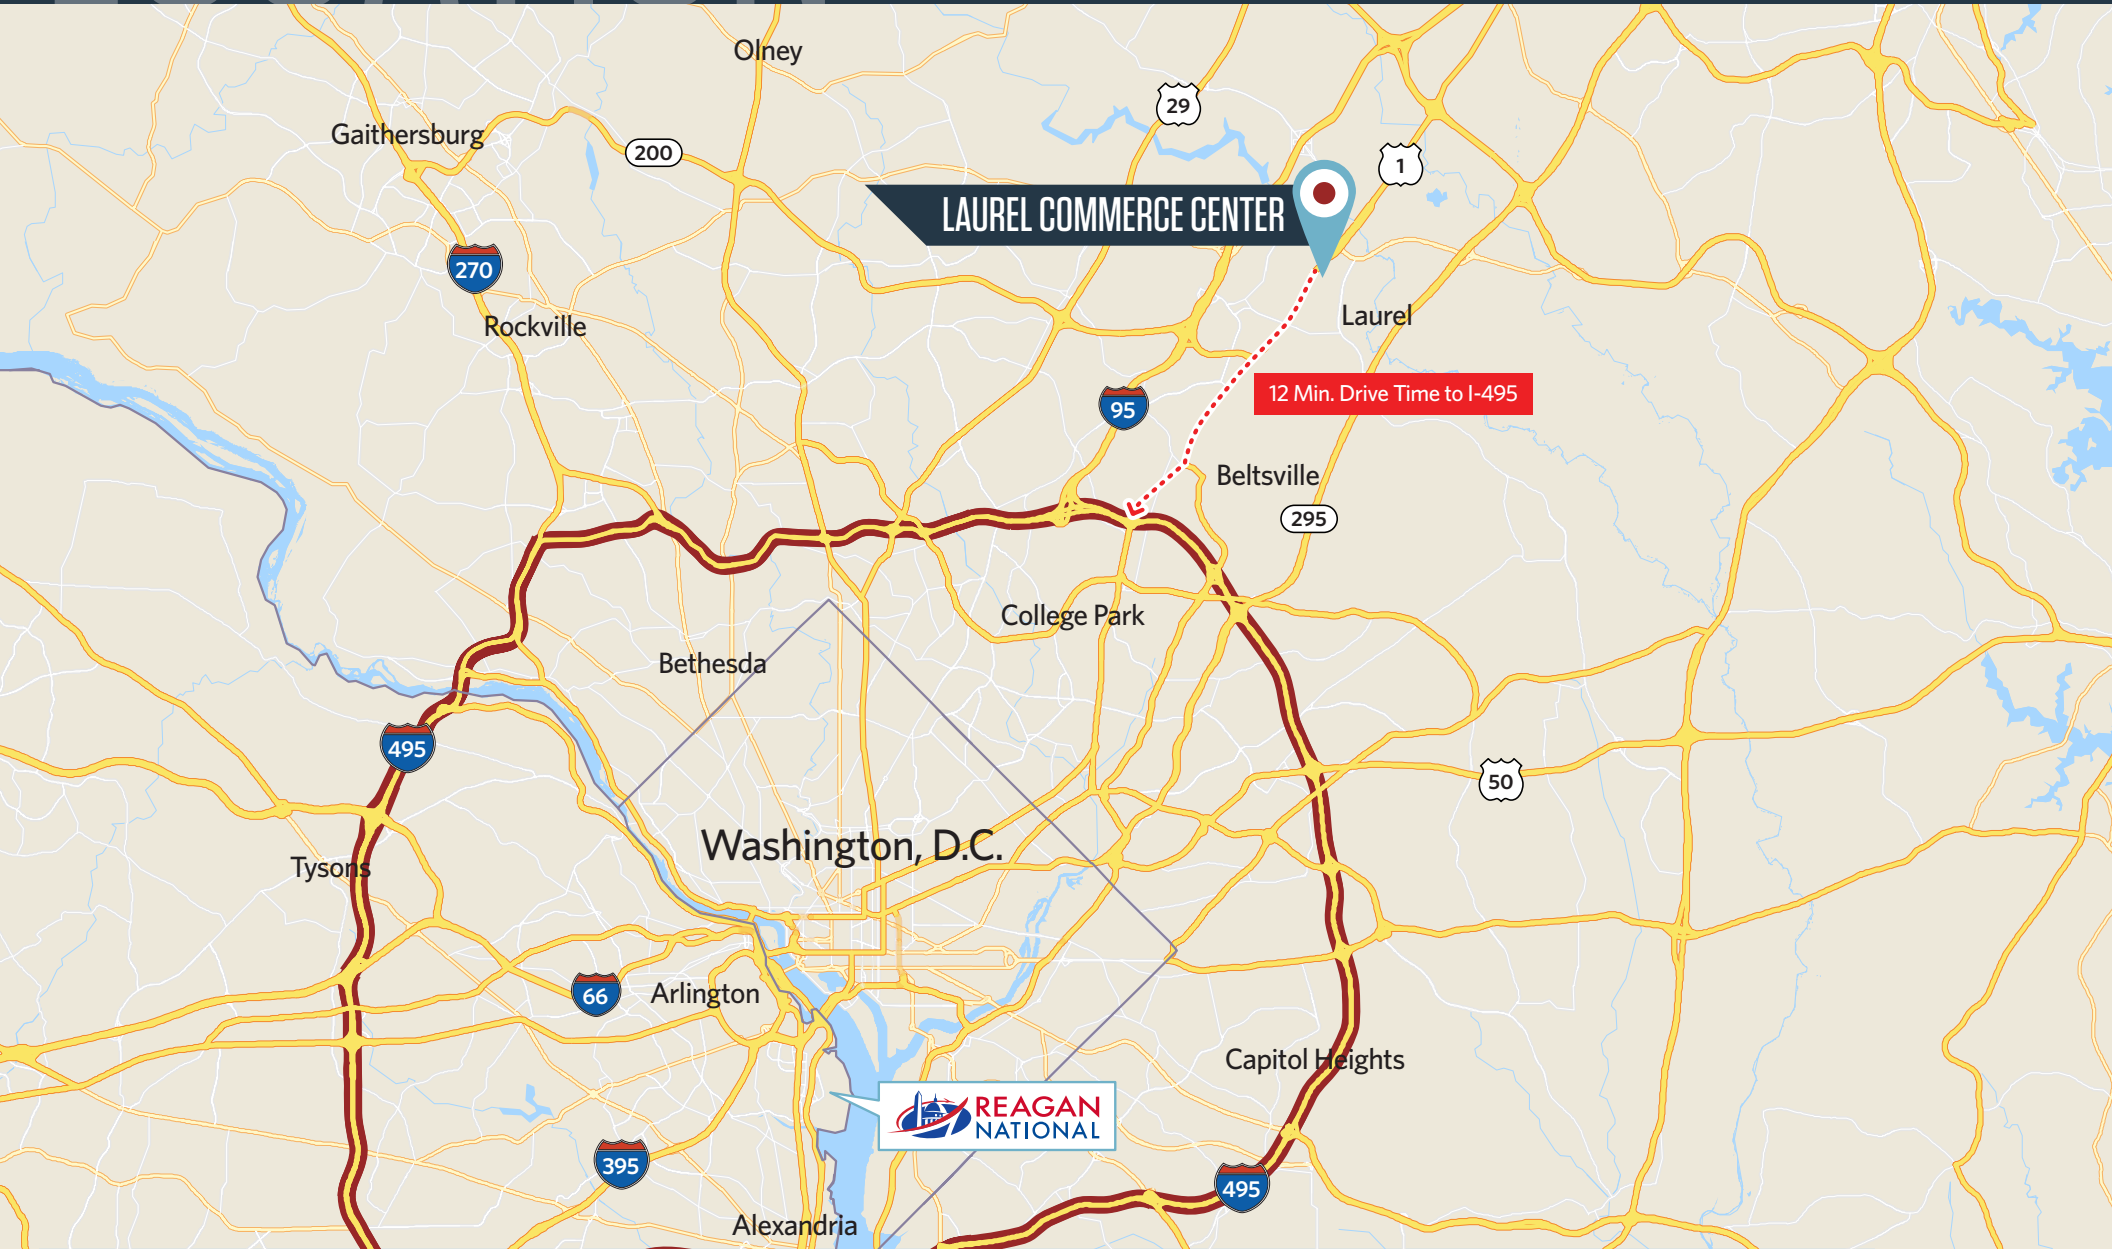 Olney
29
Gaithersburg
200
1
LAUREL COMMERCE CENTER
270
Laurel
Rockville
12 Min. Drive Time to I-495
95
Beltsville
295
College Park
Bethesda
495
50
Washington, D.C.
Tysons
66
Arlington
Capitol Heights
REAGAN
NATIONAL
395
495
Alexandria